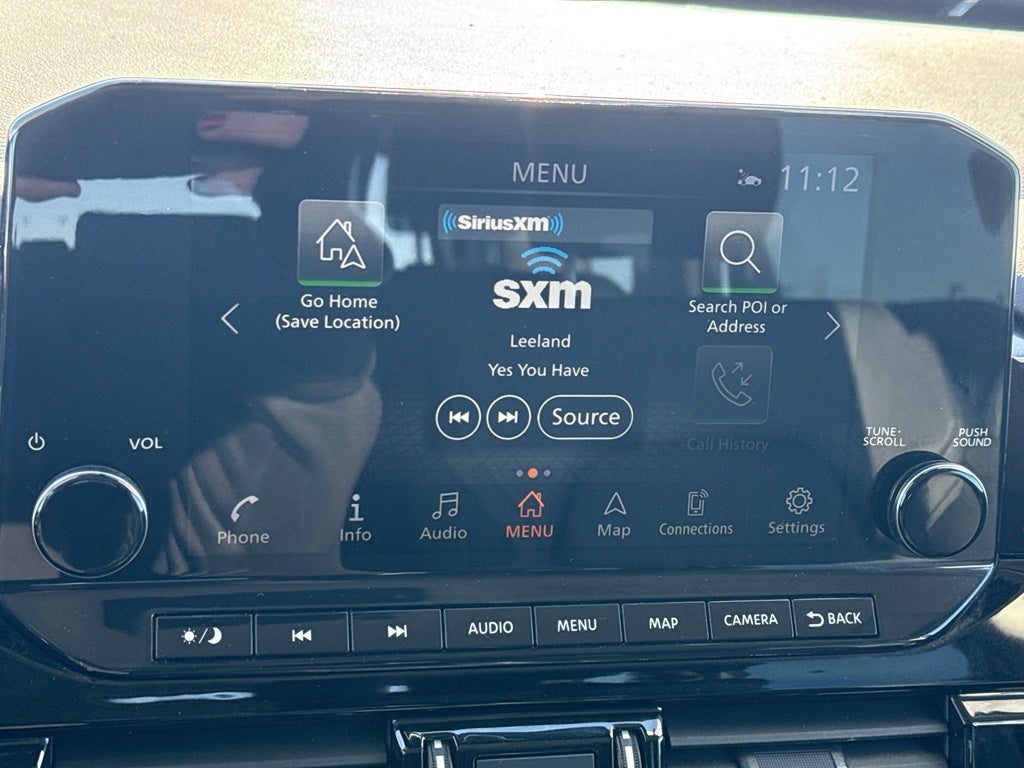 MENU
11:12
SiriusXM
sxm
Go Home
(Save Location)
Search POI or
Address
Leeland
Yes You Have
Source
Call History
VOL
TUNE·
SCROLL
PUSH
SOUND
Phone
Info
Audio
MENU
Map
Connections
Settings
AUDIO
MENU
MAP
CAMERA
BACK